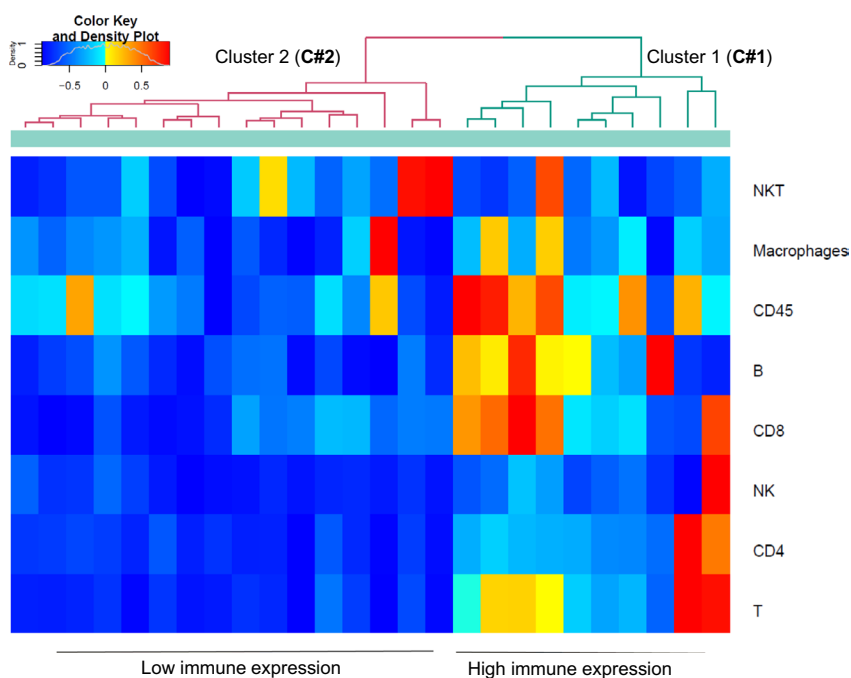 Color Key
and Density Plot
Density
0 1
−0.5 0 0.5
Cluster 2 (C#2)
Cluster 1 (C#1)
NKT
Macrophages
CD45
B
CD8
NK
CD4
T
Low immune expression
High immune expression